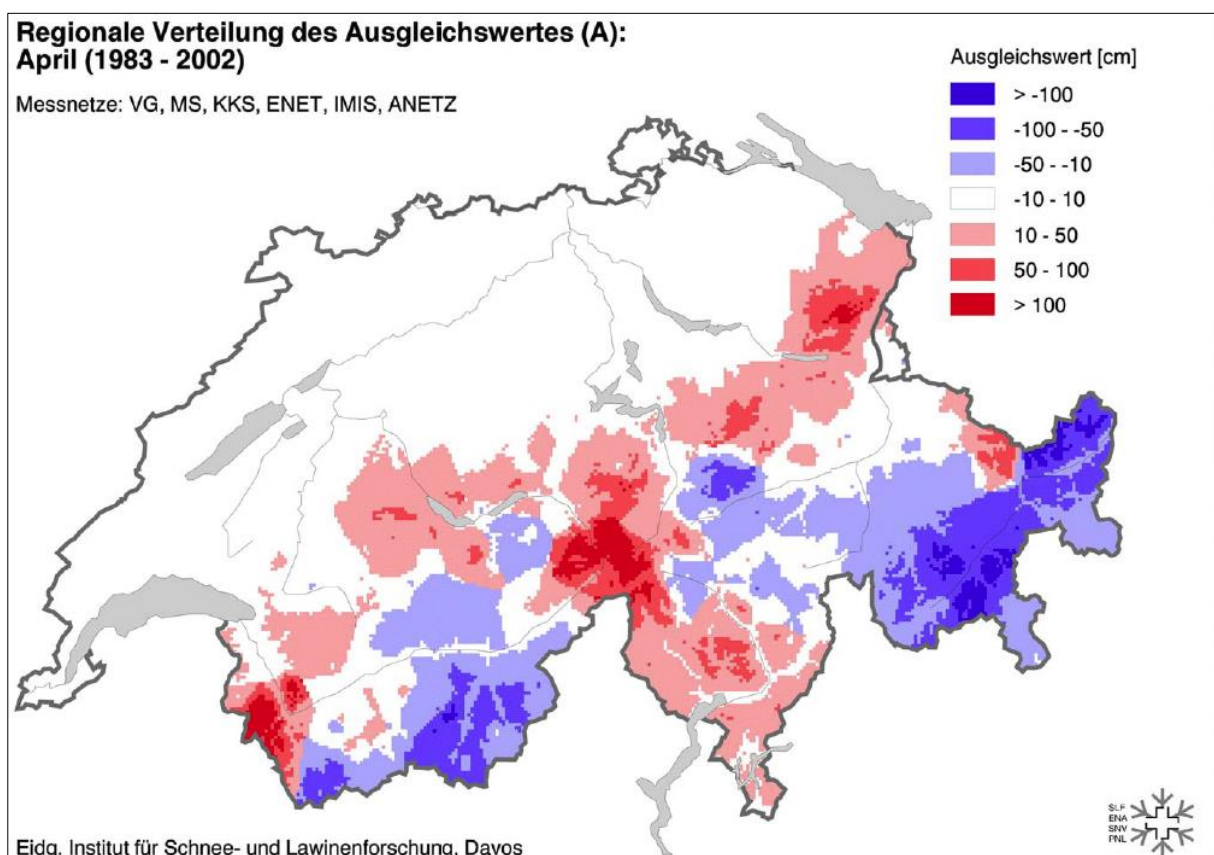 Regionale Verteilung des Ausgleichswertes (A):
April (1983 - 2002)
Messnetze: VG, MS, KKS, ENET, IMIS, ANETZ
Ausgleichswert [cm]
> -100
-100 - -50
-50 - -10
-10 - 10
10 - 50
50 - 100
> 100
Eidg. Institut für Schnee- und Lawinenforschung, Davos
SLF
ENA
SNV
PNL